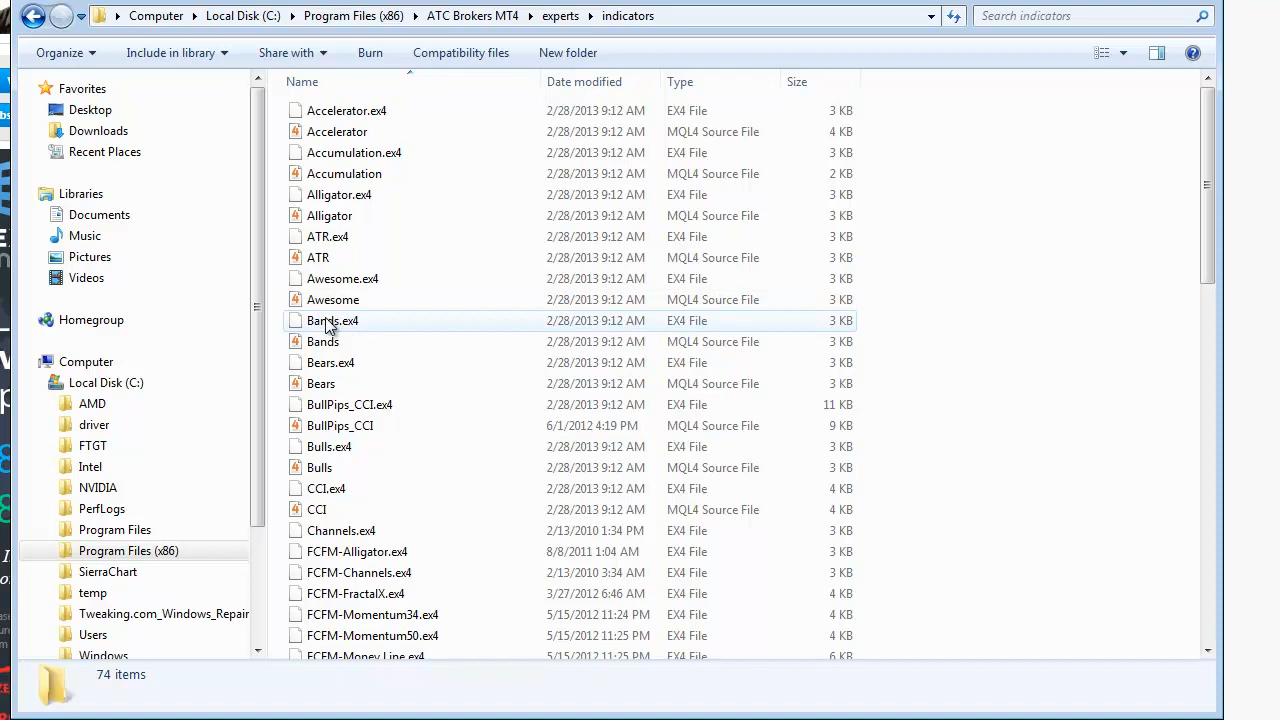 Computer ▸ Local Disk (C:) ▸ Program Files (x86) ▸ ATC Brokers MT4 ▸ experts ▸ indicators
Search indicators
Organize Include in library Share with Burn Compatibility files New folder
Favorites
Desktop
Downloads
Recent Places
Libraries
Documents
Music
Pictures
Videos
Homegroup
Computer
Local Disk (C:)
AMD
driver
FTGT
Intel
NVIDIA
PerfLogs
Program Files
Program Files (x86)
SierraChart
temp
Tweaking.com_Windows_Repair
Users
Windows
Name Date modified Type Size
Accelerator.ex4 2/28/2013 9:12 AM EX4 File 3 KB
Accelerator 2/28/2013 9:12 AM MQL4 Source File 4 KB
Accumulation.ex4 2/28/2013 9:12 AM EX4 File 3 KB
Accumulation 2/28/2013 9:12 AM MQL4 Source File 2 KB
Alligator.ex4 2/28/2013 9:12 AM EX4 File 3 KB
Alligator 2/28/2013 9:12 AM MQL4 Source File 3 KB
ATR.ex4 2/28/2013 9:12 AM EX4 File 3 KB
ATR 2/28/2013 9:12 AM MQL4 Source File 3 KB
Awesome.ex4 2/28/2013 9:12 AM EX4 File 3 KB
Awesome 2/28/2013 9:12 AM MQL4 Source File 3 KB
Bands.ex4 2/28/2013 9:12 AM EX4 File 3 KB
Bands 2/28/2013 9:12 AM MQL4 Source File 3 KB
Bears.ex4 2/28/2013 9:12 AM EX4 File 3 KB
Bears 2/28/2013 9:12 AM MQL4 Source File 3 KB
BullPips_CCI.ex4 2/28/2013 9:12 AM EX4 File 11 KB
BullPips_CCI 6/1/2012 4:19 PM MQL4 Source File 9 KB
Bulls.ex4 2/28/2013 9:12 AM EX4 File 3 KB
Bulls 2/28/2013 9:12 AM MQL4 Source File 3 KB
CCI.ex4 2/28/2013 9:12 AM EX4 File 3 KB
CCI 2/28/2013 9:12 AM MQL4 Source File 4 KB
Channels.ex4 2/13/2010 1:34 PM EX4 File 3 KB
FCFM-Alligator.ex4 8/8/2011 1:04 AM EX4 File 3 KB
FCFM-Channels.ex4 2/13/2010 3:34 AM EX4 File 3 KB
FCFM-FractalX.ex4 3/27/2012 6:46 AM EX4 File 4 KB
FCFM-Momentum34.ex4 5/15/2012 11:24 PM EX4 File 4 KB
FCFM-Momentum50.ex4 5/15/2012 11:25 PM EX4 File 4 KB
FCFM-Money Line.ex4 5/15/2012 11:25 PM EX4 File 6 KB
74 items